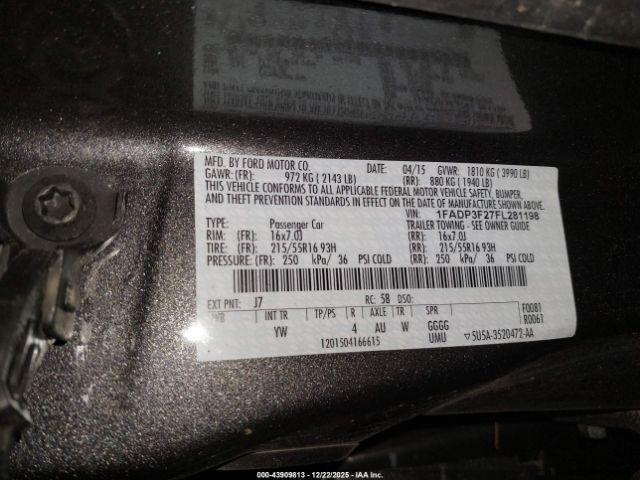 MFD. BY FORD MOTOR CO. DATE: 04/15 GVWR: 1810 KG ( 3990 LB)
GAWR: (FR): 972 KG ( 2143 LB) (RR): 880 KG ( 1940 LB)
THIS VEHICLE CONFORMS TO ALL APPLICABLE FEDERAL MOTOR VEHICLE SAFETY, BUMPER,
AND THEFT PREVENTION STANDARDS IN EFFECT ON THE DATE OF MANUFACTURE SHOWN ABOVE.
VIN: 1FADP3F27FL281198
TYPE: Passenger Car TRAILER TOWING - SEE OWNER GUIDE
RIM: (FR): 16x7.0J (RR): 16x7.0J
TIRE: (FR): 215/55R16 93H (RR): 215/55R16 93H
PRESSURE: (FR): 250 kPa/ 36 PSI COLD (RR): 250 kPa/ 36 PSI COLD
EXT PNT: J7 RC: 58 DSO:
WB INT TR TP/PS R AXLE TR SPR F0081
YW 4 AU W GGGG R0061
1201504166615 UMU ▽5U5A-3520472-AA
000-43909813 - 12/22/2025 - IAA Inc.